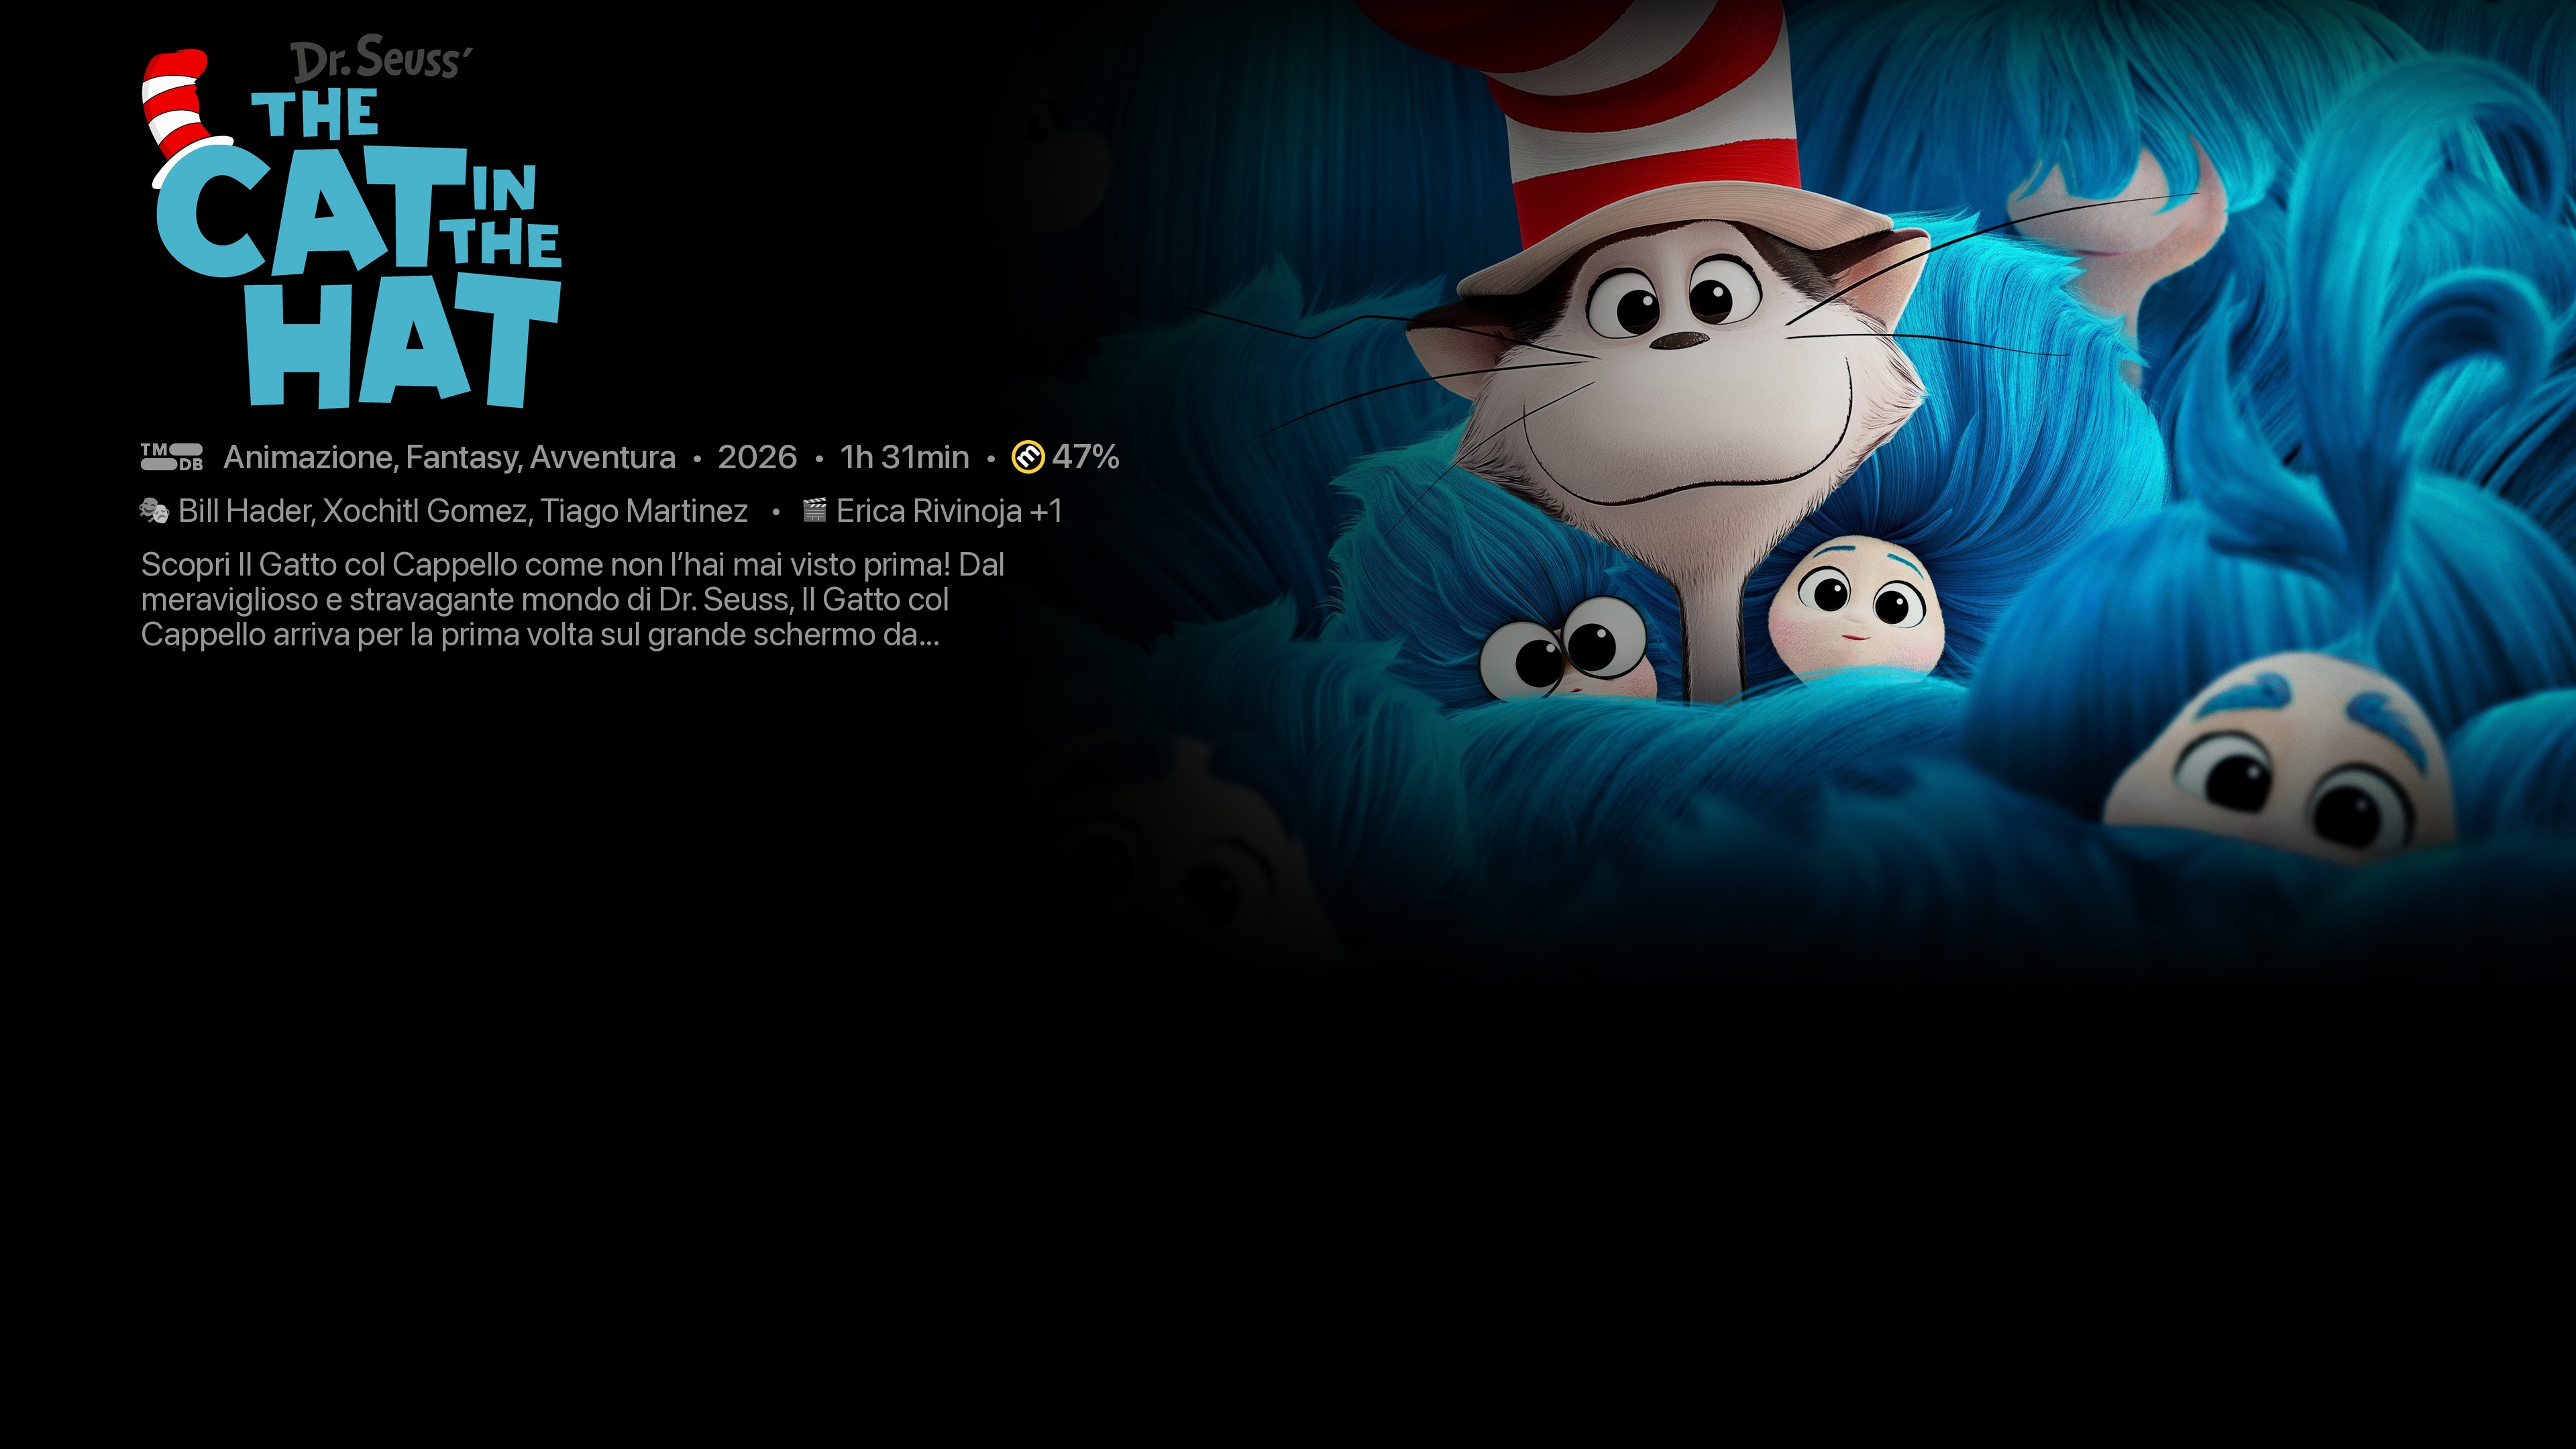 Dr. Seuss'
THE
CAT IN
THE
HAT
TMDB Animazione, Fantasy, Avventura • 2026 • 1h 31min • m 47%
Bill Hader, Xochitl Gomez, Tiago Martinez • Erica Rivinoja +1
Scopri Il Gatto col Cappello come non l’hai mai visto prima! Dal
meraviglioso e stravagante mondo di Dr. Seuss, Il Gatto col
Cappello arriva per la prima volta sul grande schermo da...